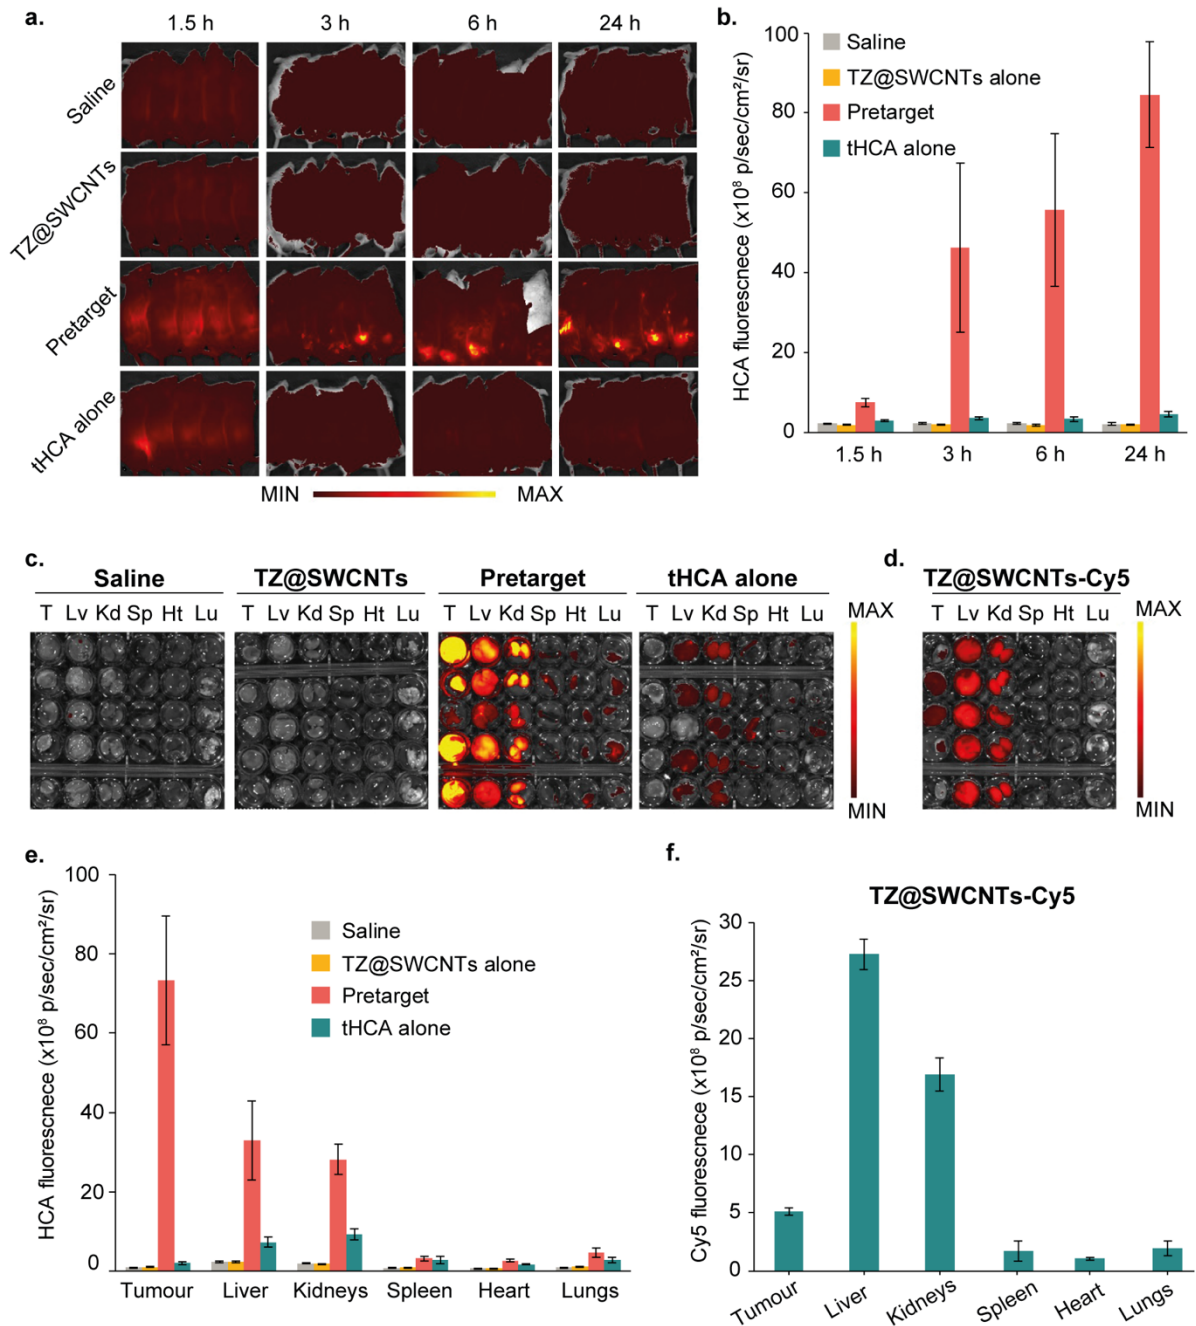 a.
1.5 h 3 h 6 h 24 h
Saline
TZ@SWCNTs
Pretarget
tHCA alone
MIN MAX
b.
HCA fluorescnece (x10⁸ p/sec/cm²/sr)
100
80
60
40
20
0
Saline
TZ@SWCNTs alone
Pretarget
tHCA alone
1.5 h 3 h 6 h 24 h
c.
Saline TZ@SWCNTs Pretarget tHCA alone
T Lv Kd Sp Ht Lu T Lv Kd Sp Ht Lu T Lv Kd Sp Ht Lu T Lv Kd Sp Ht Lu
MAX
MIN
d.
TZ@SWCNTs-Cy5
T Lv Kd Sp Ht Lu
MAX
MIN
e.
HCA fluorescnece (x10⁸ p/sec/cm²/sr)
100
80
60
40
20
0
Saline
TZ@SWCNTs alone
Pretarget
tHCA alone
Tumour Liver Kidneys Spleen Heart Lungs
f.
TZ@SWCNTs-Cy5
Cy5 fluorescnece (x10⁸ p/sec/cm²/sr)
30
25
20
15
10
5
0
Tumour Liver Kidneys Spleen Heart Lungs